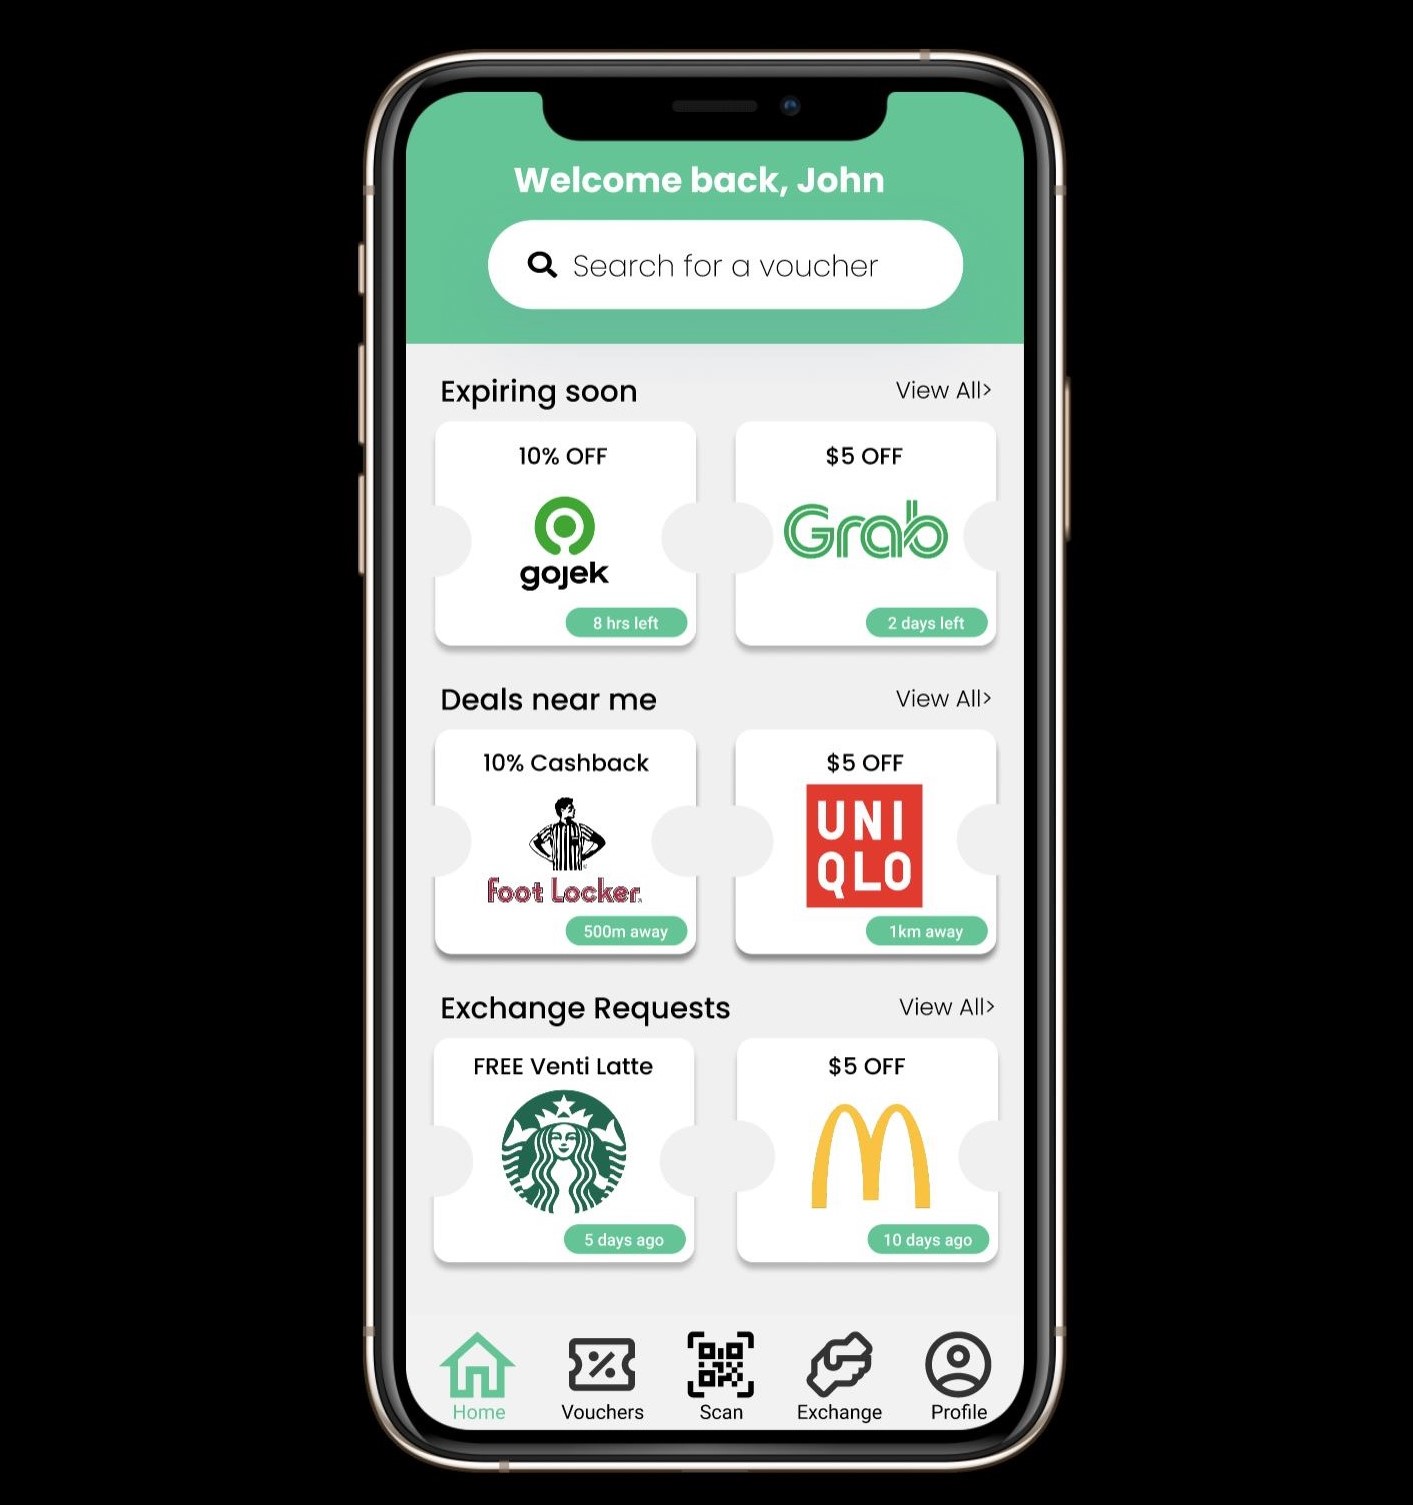 Welcome back, John
Search for a voucher
Expiring soon
View All>
10% OFF
gojek
8 hrs left
$5 OFF
Grab
2 days left
Deals near me
View All>
10% Cashback
Foot Locker
500m away
$5 OFF
UNI
QLO
1km away
Exchange Requests
View All>
FREE Venti Latte
5 days ago
$5 OFF
10 days ago
Home
Vouchers
Scan
Exchange
Profile